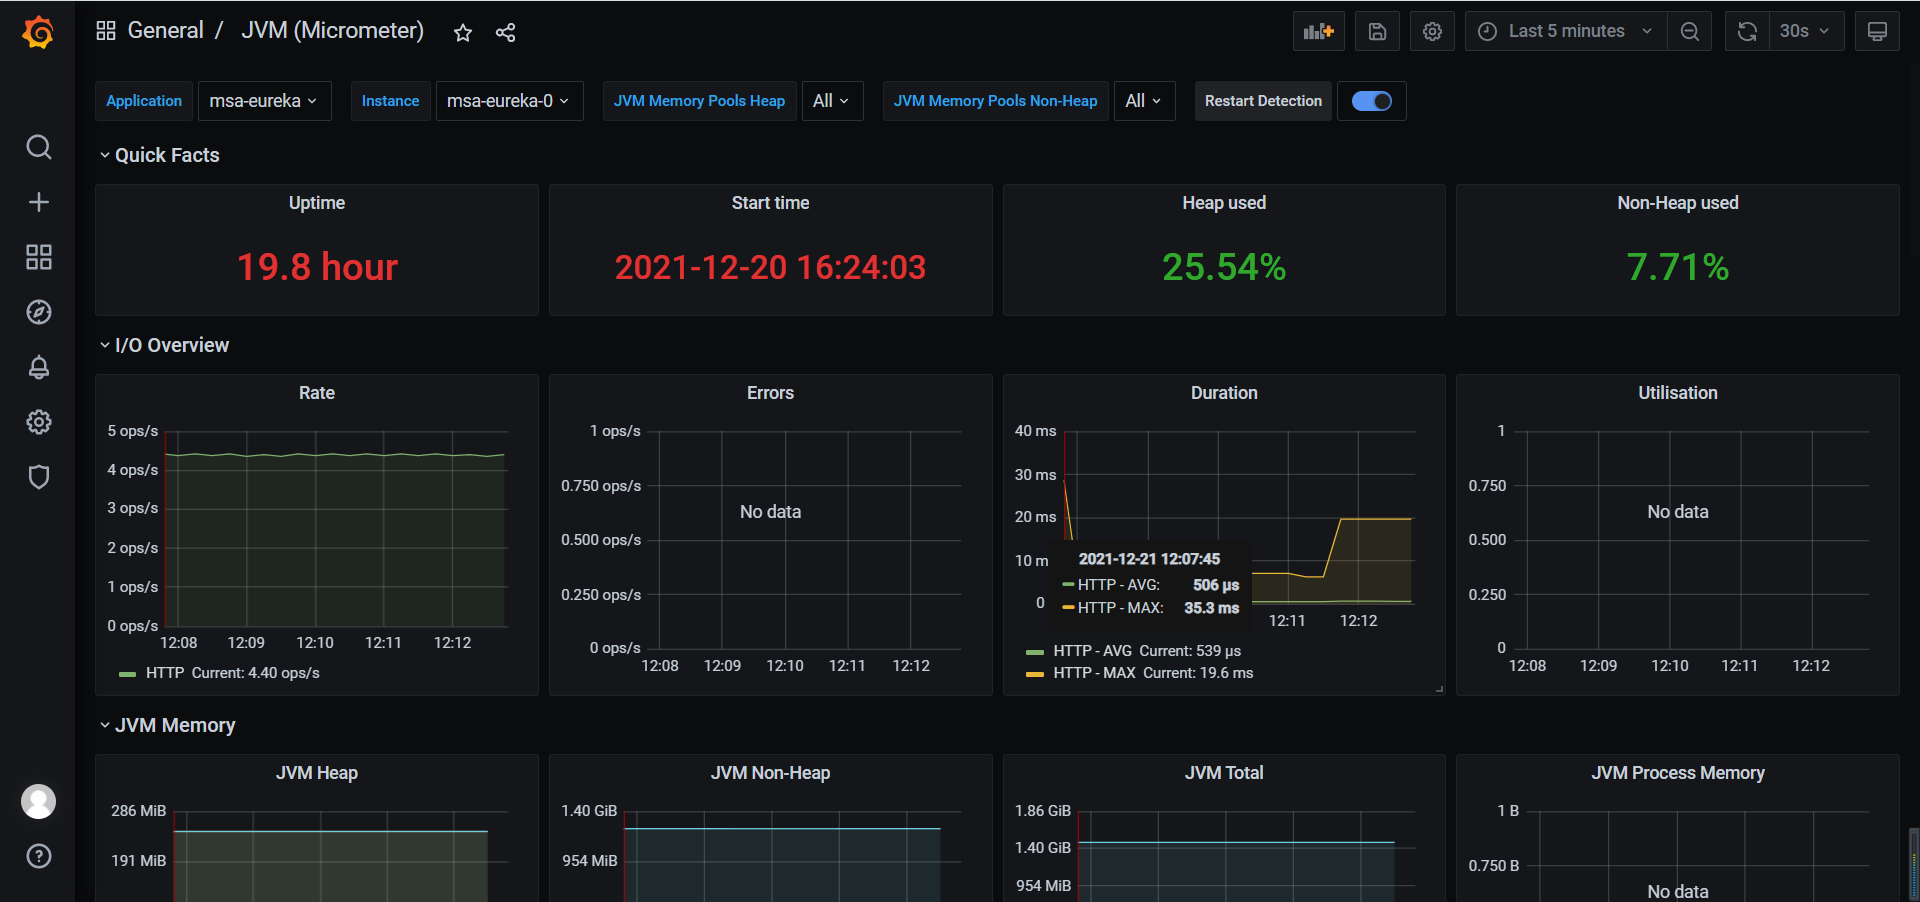 General / JVM (Micrometer)
Last 5 minutes
30s
Application msa-eureka Instance msa-eureka-0 JVM Memory Pools Heap All JVM Memory Pools Non-Heap All Restart Detection
Quick Facts
Uptime
19.8 hour
Start time
2021-12-20 16:24:03
Heap used
25.54%
Non-Heap used
7.71%
I/O Overview
Rate
5 ops/s
4 ops/s
3 ops/s
2 ops/s
1 ops/s
0 ops/s
12:08 12:09 12:10 12:11 12:12
HTTP Current: 4.40 ops/s
Errors
1 ops/s
0.750 ops/s
0.500 ops/s
0.250 ops/s
0 ops/s
No data
12:08 12:09 12:10 12:11 12:12
Duration
40 ms
30 ms
20 ms
10 m
0
2021-12-21 12:07:45
HTTP - AVG: 506 µs
HTTP - MAX: 35.3 ms
12:11 12:12
HTTP - AVG Current: 539 µs
HTTP - MAX Current: 19.6 ms
Utilisation
1
0.750
0.500
0.250
0
No data
12:08 12:09 12:10 12:11 12:12
JVM Memory
JVM Heap
286 MiB
191 MiB
JVM Non-Heap
1.40 GiB
954 MiB
JVM Total
1.86 GiB
1.40 GiB
954 MiB
JVM Process Memory
1 B
0.750 B
No data